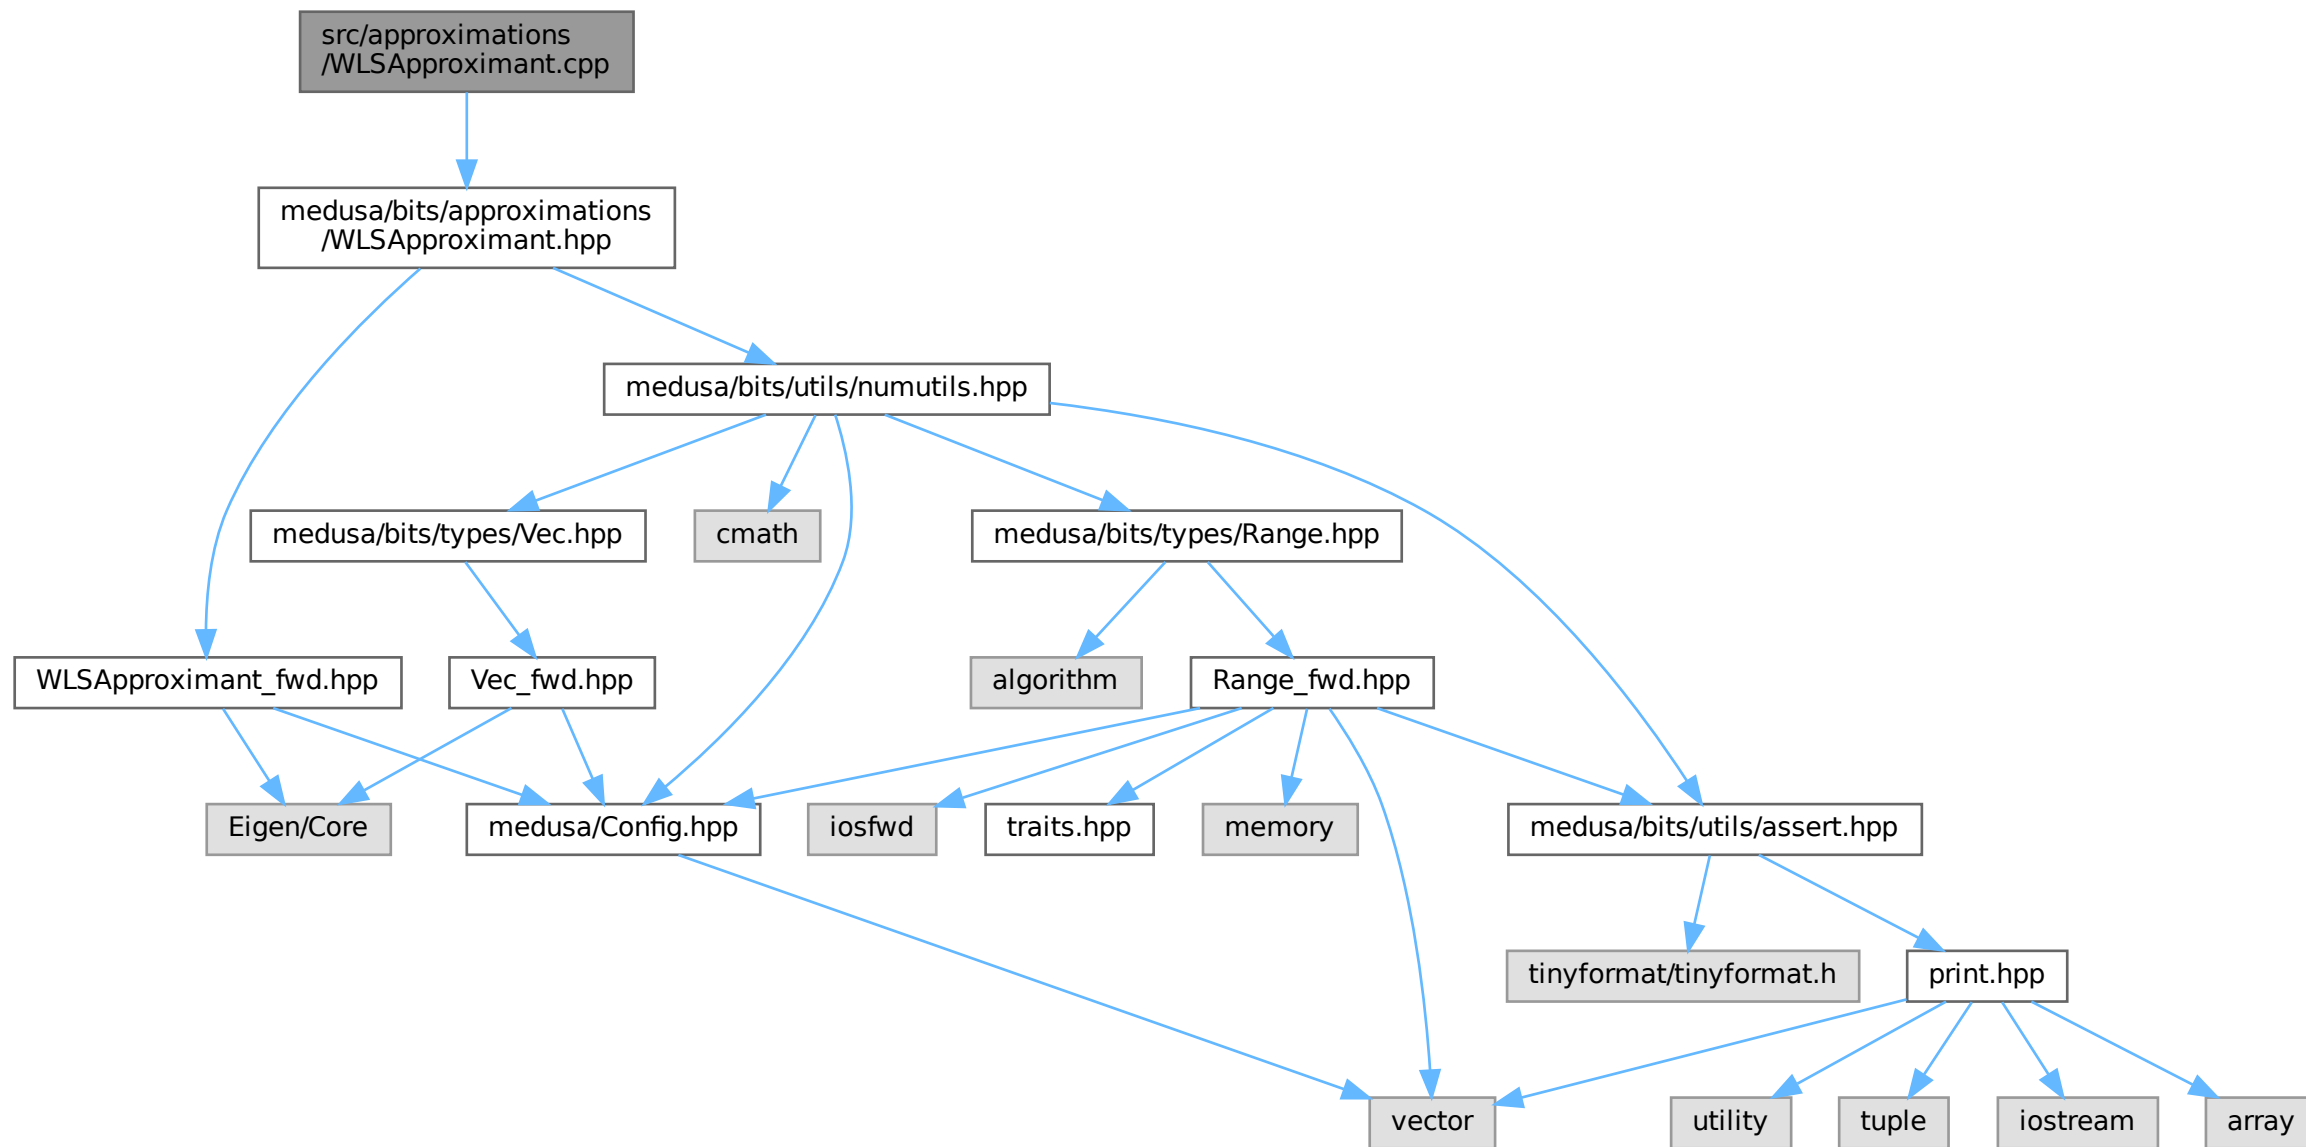 src/approximations
/WLSApproximant.cpp
medusa/bits/approximations
/WLSApproximant.hpp
medusa/bits/utils/numutils.hpp
medusa/bits/types/Vec.hpp
cmath
medusa/bits/types/Range.hpp
WLSApproximant_fwd.hpp
Vec_fwd.hpp
algorithm
Range_fwd.hpp
Eigen/Core
medusa/Config.hpp
iosfwd
traits.hpp
memory
medusa/bits/utils/assert.hpp
tinyformat/tinyformat.h
print.hpp
vector
utility
tuple
iostream
array